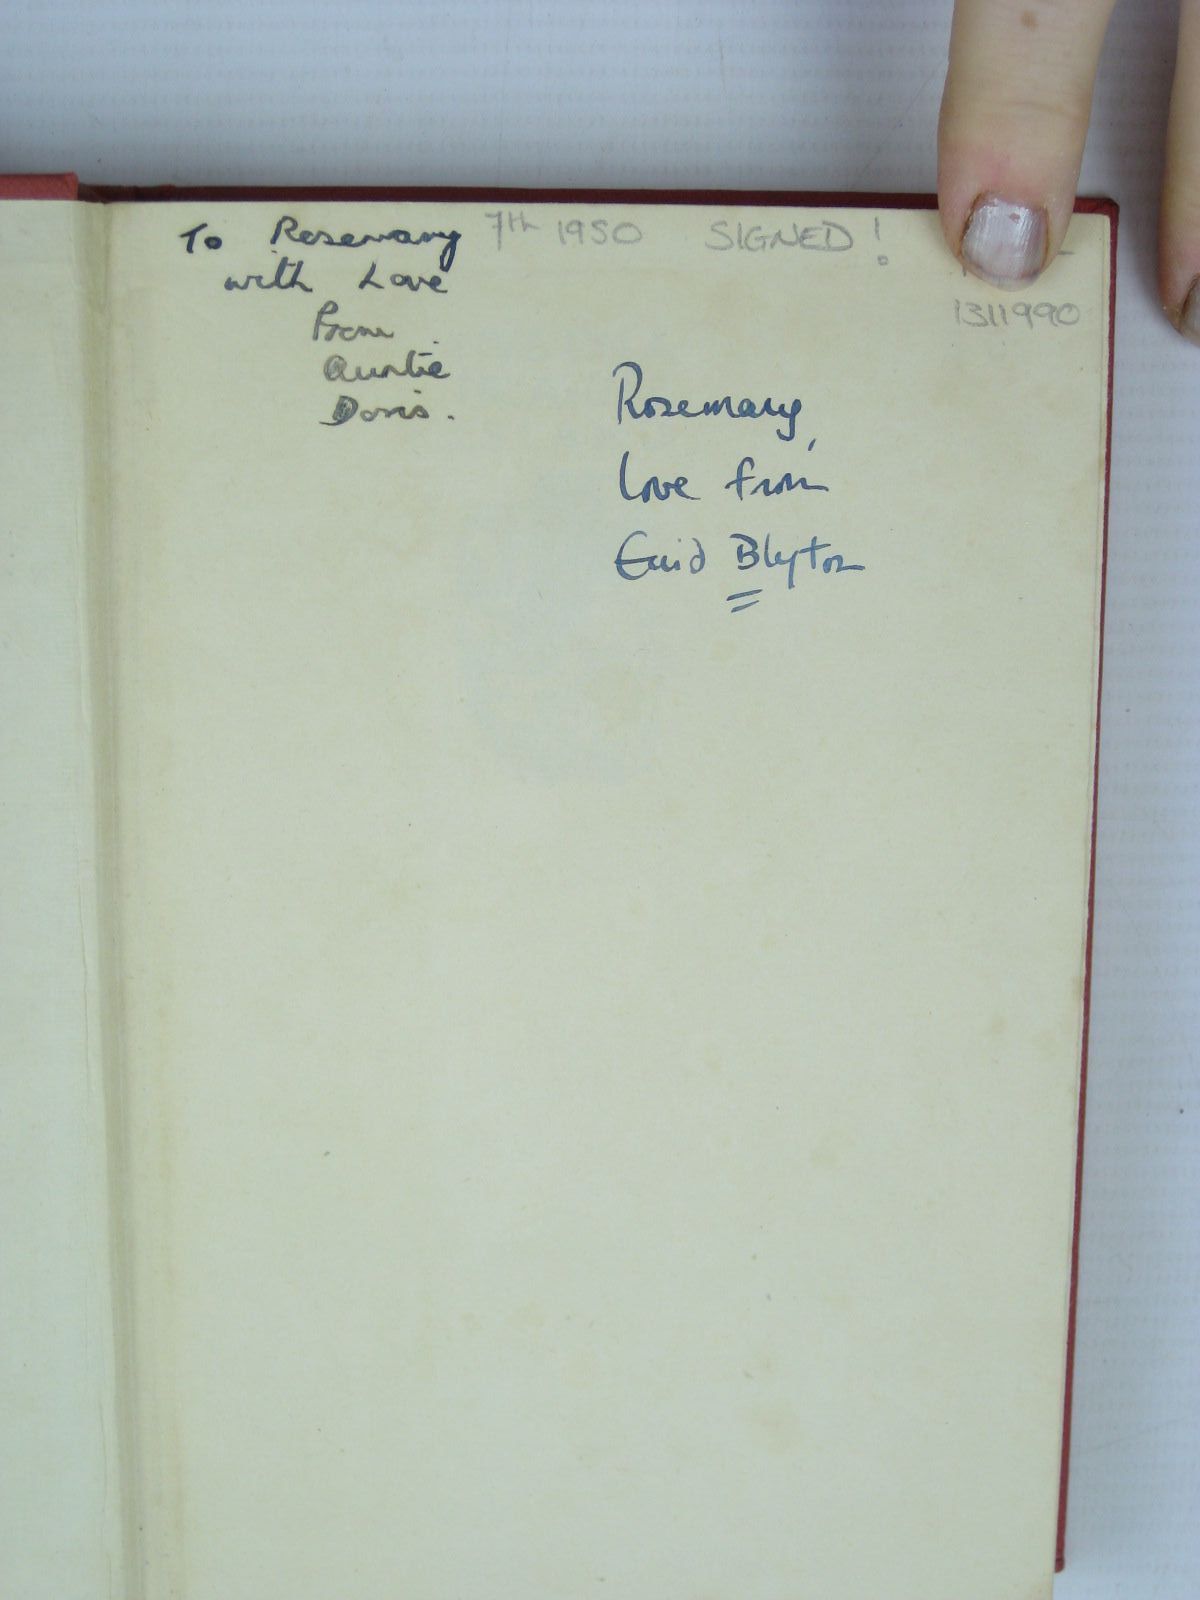 To Rosemary 7th 1950 SIGNED!
with Love
From
Auntie
Doris.
1311990
Rosemary,
love from
Enid Blyton